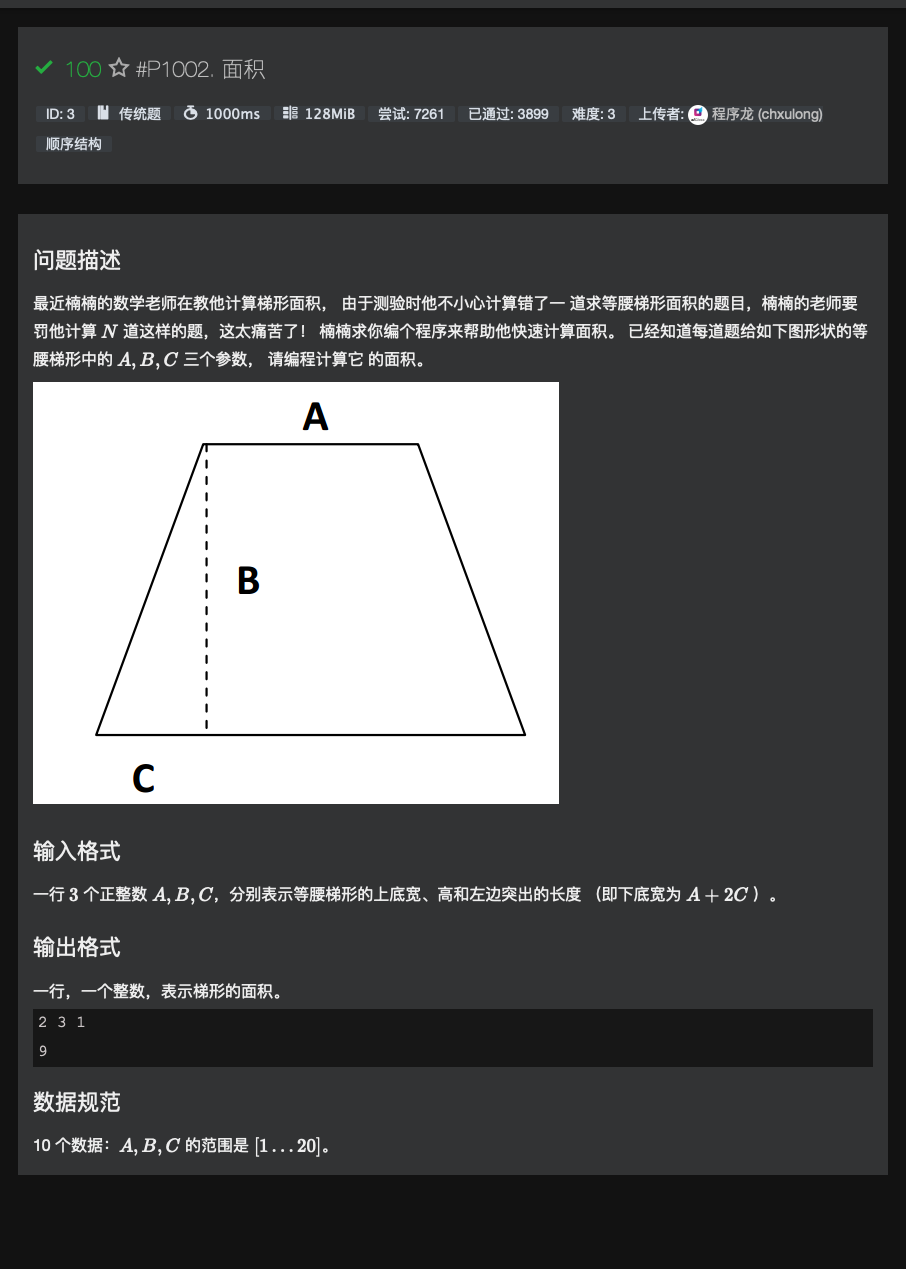 100 #P1002. 面积
ID: 3 传统题 1000ms 128MiB 尝试: 7261 已通过: 3899 难度: 3 上传者: 程序龙 (chxulong)
顺序结构
问题描述
最近楠楠的数学老师在教他计算梯形面积， 由于测验时他不小心计算错了一 道求等腰梯形面积的题目，楠楠的老师要
罚他计算 N 道这样的题，这太痛苦了！ 楠楠求你编个程序来帮助他快速计算面积。 已经知道每道题给如下图形状的等
腰梯形中的 A, B, C 三个参数， 请编程计算它 的面积。
A
B
C
输入格式
一行 3 个正整数 A, B, C，分别表示等腰梯形的上底宽、高和左边突出的长度 （即下底宽为 A + 2C ）。
输出格式
一行，一个整数，表示梯形的面积。
2 3 1
9
数据规范
10 个数据：A, B, C 的范围是 [1 . . . 20]。